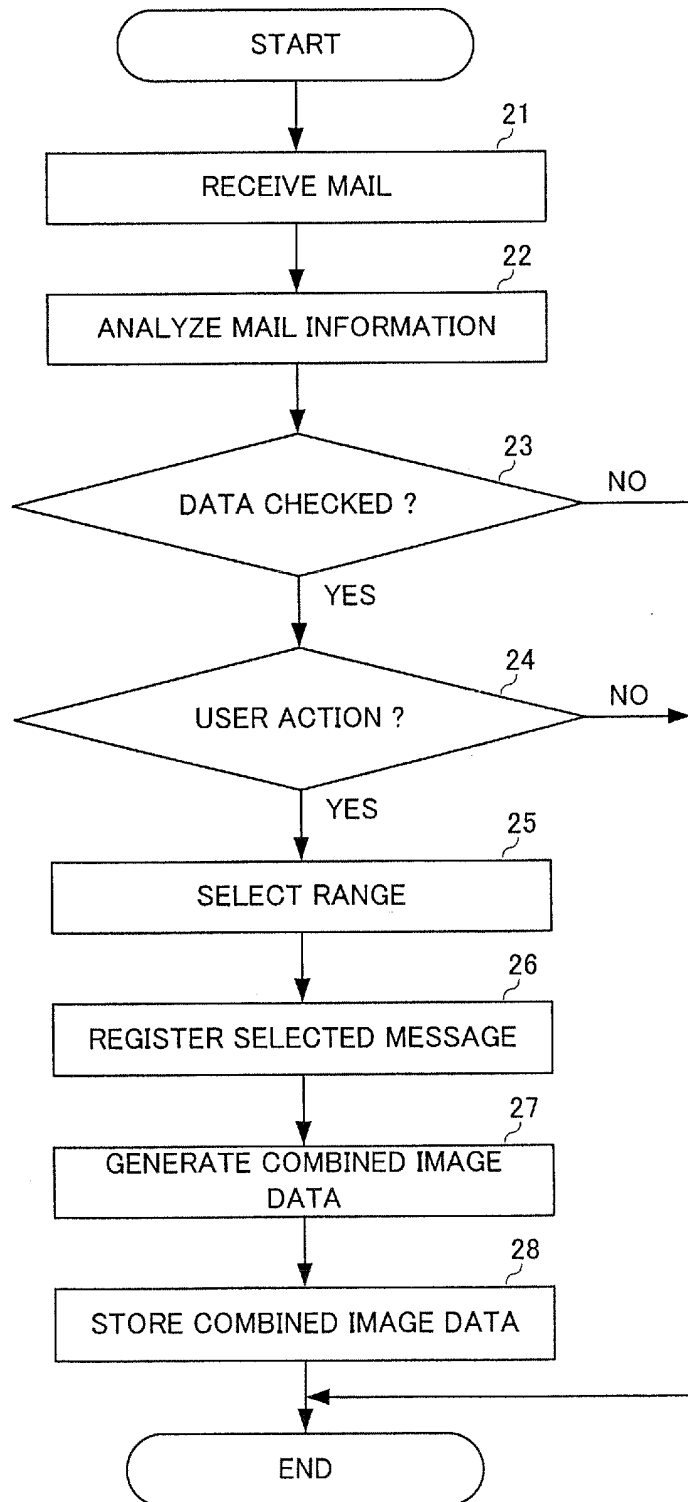 START
21
RECEIVE MAIL
22
ANALYZE MAIL INFORMATION
23
DATA CHECKED ?
NO
YES
24
USER ACTION ?
NO
YES
25
SELECT RANGE
26
REGISTER SELECTED MESSAGE
27
GENERATE COMBINED IMAGE
DATA
28
STORE COMBINED IMAGE DATA
END